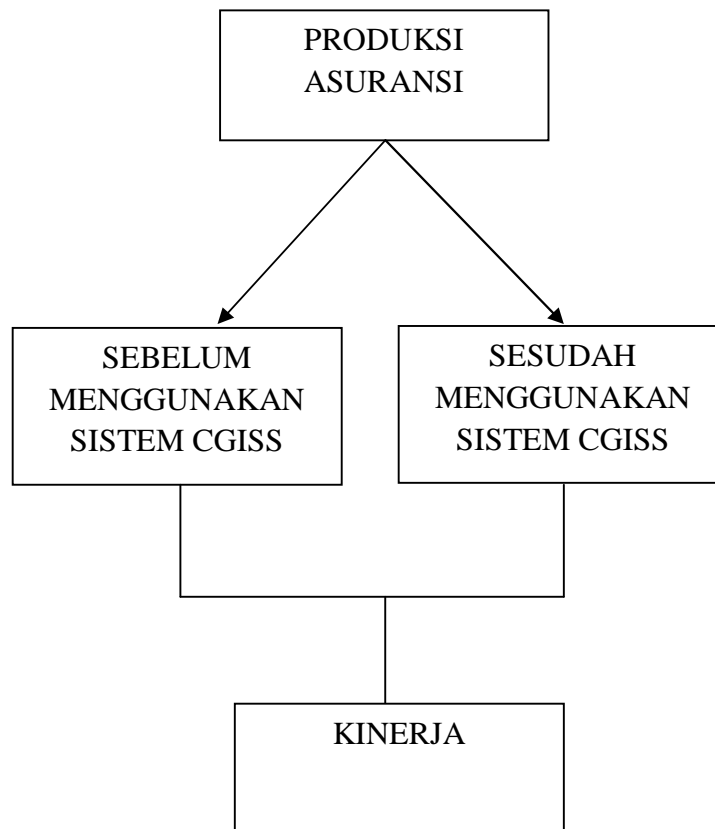 PRODUKSI
ASURANSI
SEBELUM
MENGGUNAKAN
SISTEM CGISS
SESUDAH
MENGGUNAKAN
SISTEM CGISS
KINERJA